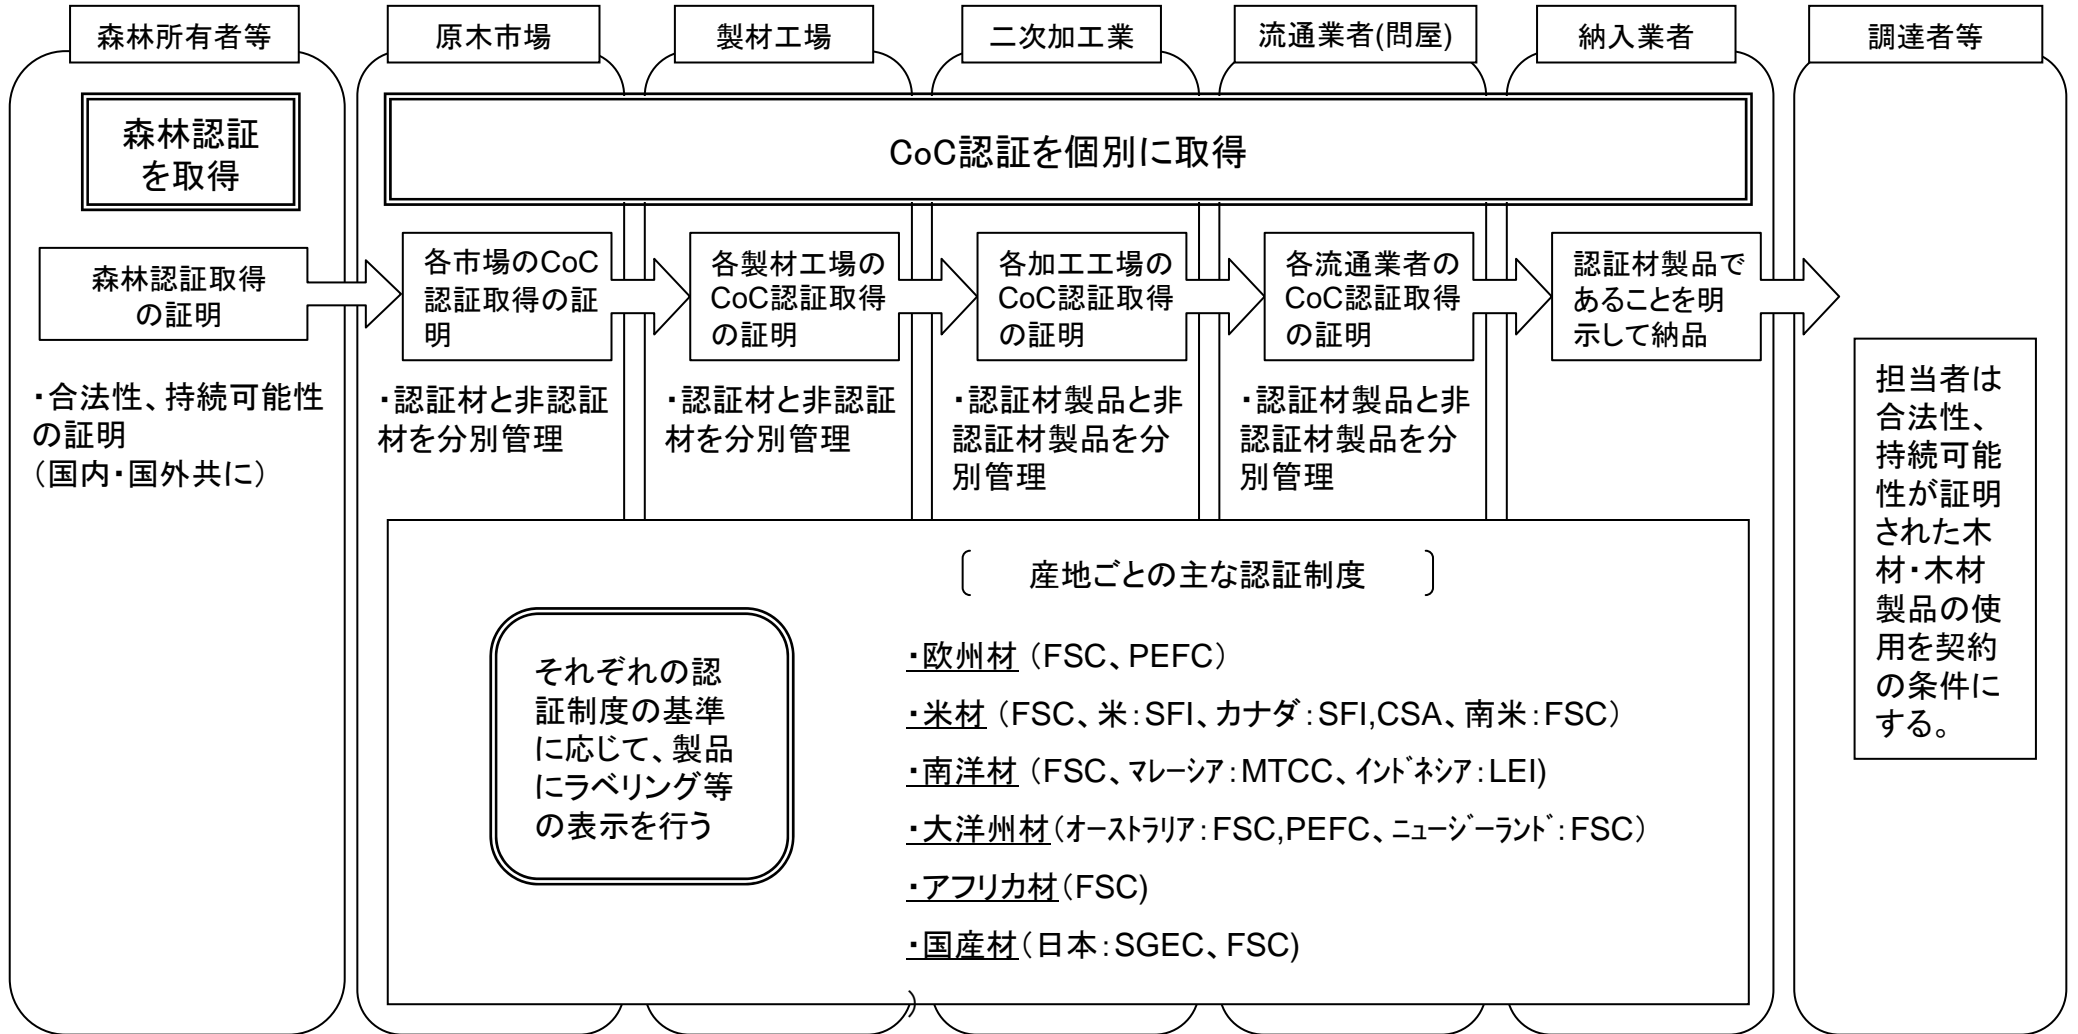 森林所有者等
原木市場
製材工場
二次加工業
流通業者(問屋)
納入業者
調達者等
森林認証
を取得
CoC認証を個別に取得
森林認証取得
の証明
各市場のCoC
認証取得の証
明
各製材工場の
CoC認証取得
の証明
各加工工場の
CoC認証取得
の証明
各流通業者の
CoC認証取得
の証明
認証材製品で
あることを明
示して納品
・合法性、持続可能性
の証明
（国内・国外共に）
・認証材と非認証
材を分別管理
・認証材と非認証
材を分別管理
・認証材製品と非
認証材製品を分
別管理
・認証材製品と非
認証材製品を分
別管理
担当者は
合法性、
持続可能
性が証明
された木
材・木材
製品の使
用を契約
の条件に
する。
〔　産地ごとの主な認証制度　〕
それぞれの認
証制度の基準
に応じて、製品
にラベリング等
の表示を行う
・欧州材（FSC、PEFC）
・米材（FSC、米：SFI、カナダ：SFI,CSA、南米：FSC）
・南洋材（FSC、ﾏﾚｰｼｱ：MTCC、ｲﾝﾄﾞﾈｼｱ：LEI)
・大洋州材（ｵｰｽﾄﾗﾘｱ：FSC,PEFC、ﾆｭｰｼﾞｰﾗﾝﾄﾞ：FSC）
・アフリカ材（FSC)
・国産材（日本：SGEC、FSC)
）